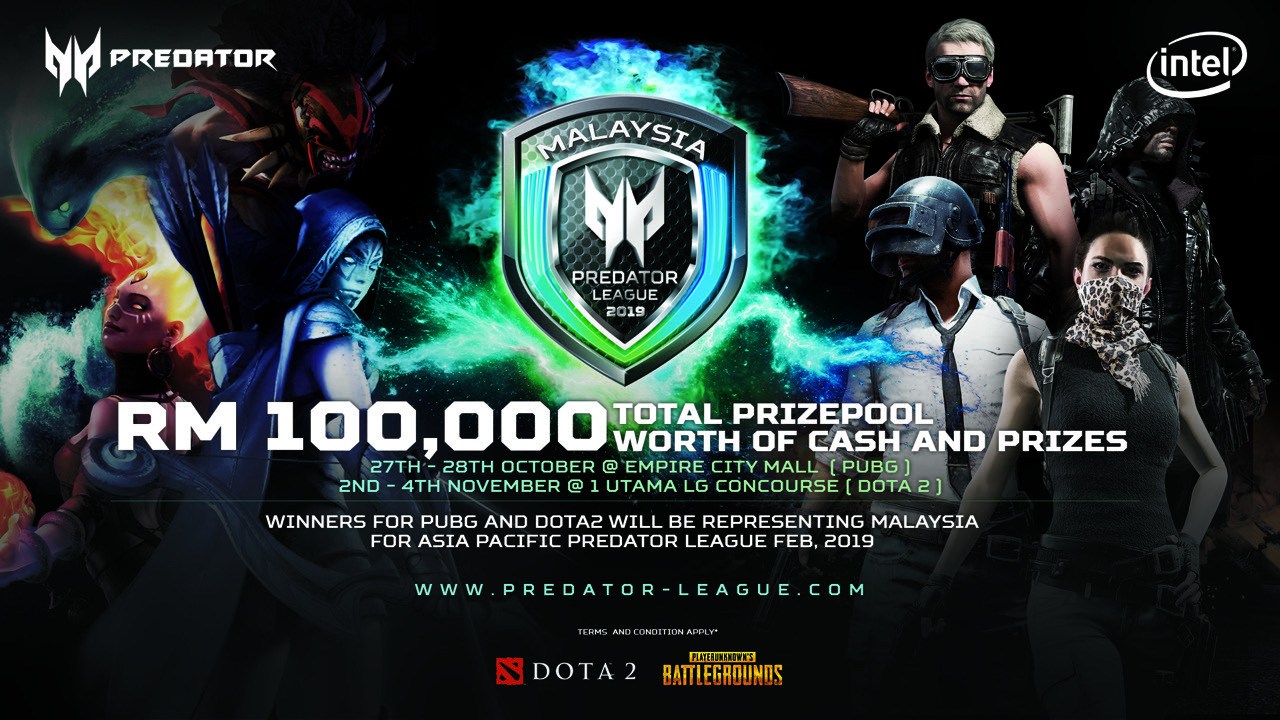 PREDATOR
intel
MALAYSIA
PREDATOR
LEAGUE
2019
RM 100,000 TOTAL PRIZEPOOL
WORTH OF CASH AND PRIZES
27TH - 28TH OCTOBER @ EMPIRE CITY MALL ( PUBG )
2ND - 4TH NOVEMBER @ 1 UTAMA LG CONCOURSE ( DOTA 2 )
WINNERS FOR PUBG AND DOTA2 WILL BE REPRESENTING MALAYSIA
FOR ASIA PACIFIC PREDATOR LEAGUE FEB, 2019
WWW.PREDATOR-LEAGUE.COM
TERMS AND CONDITION APPLY*
DOTA 2
PLAYERUNKNOWN'S
BATTLEGROUNDS